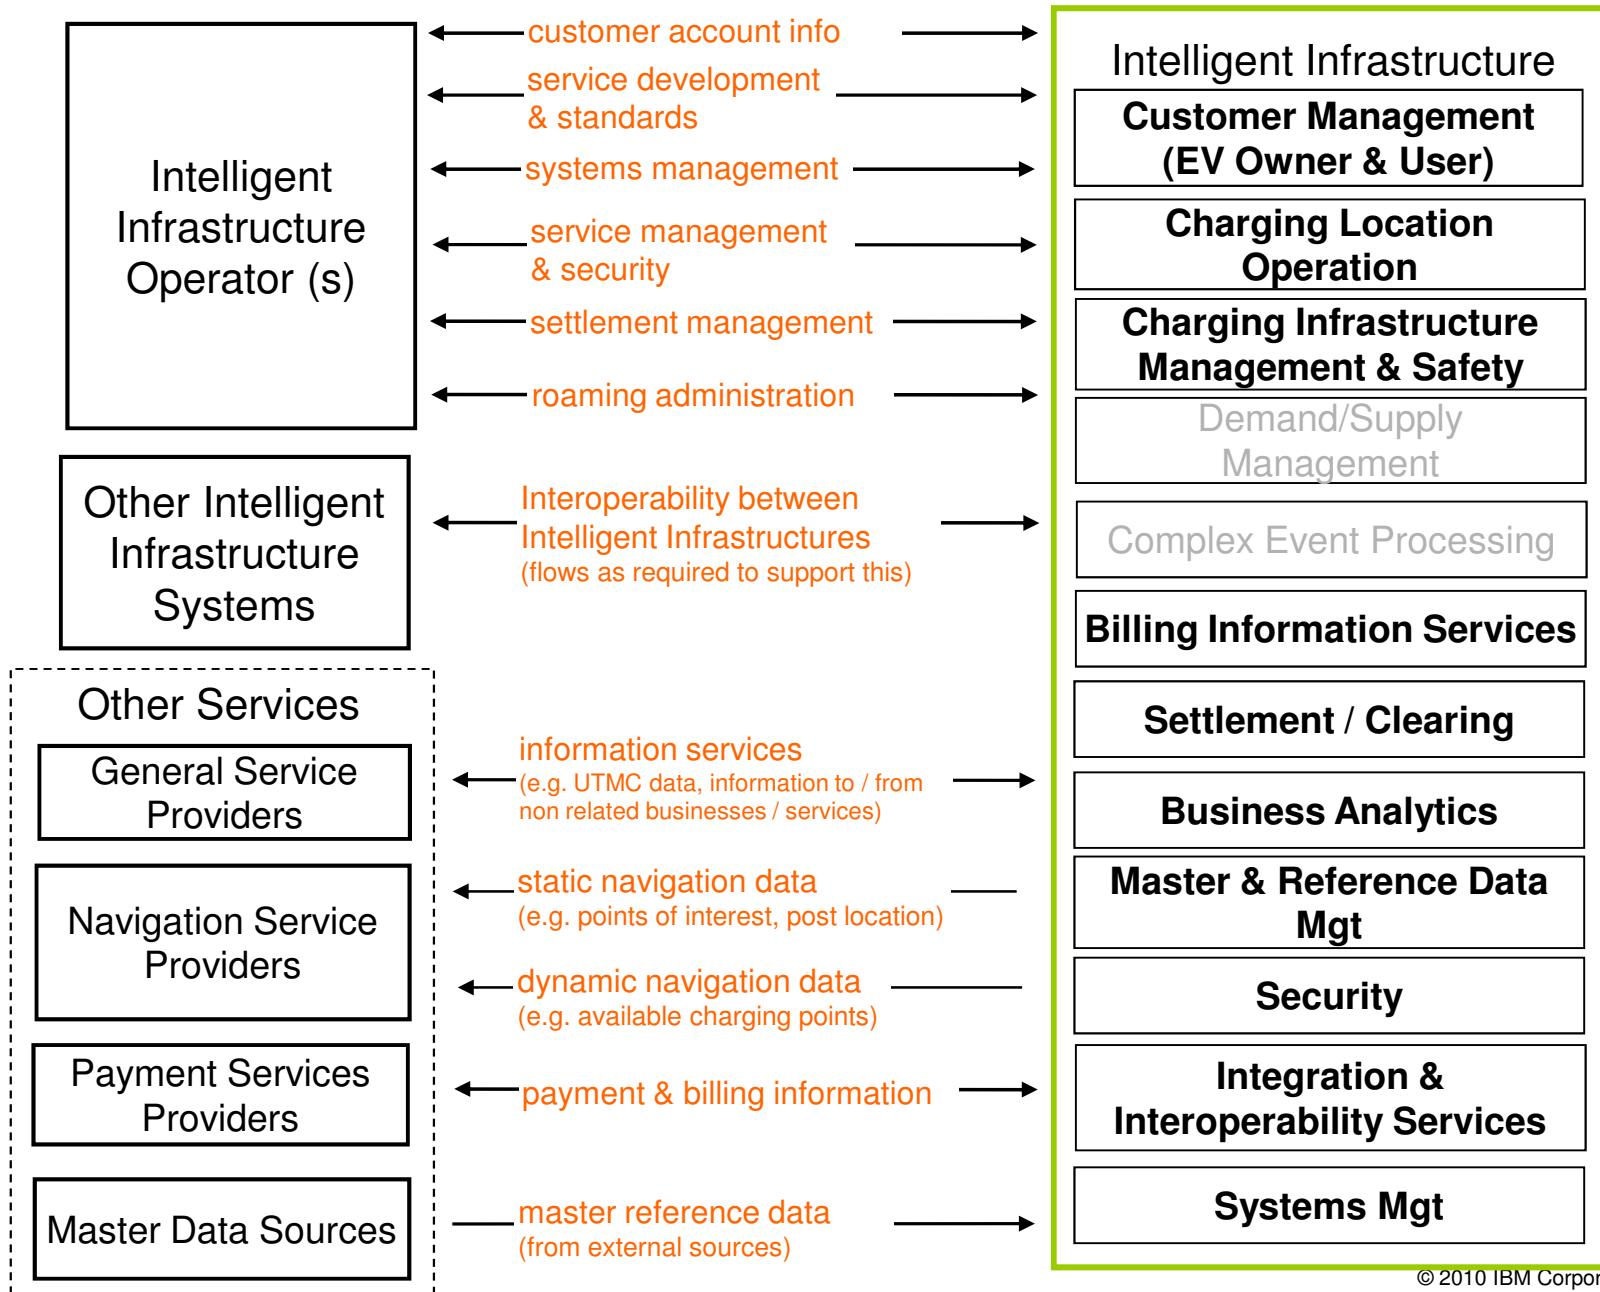 Intelligent
Infrastructure
Operator (s)
Other Intelligent
Infrastructure
Systems
Other Services
General Service
Providers
Navigation Service
Providers
Payment Services
Providers
Master Data Sources
customer account info
service development
& standards
systems management
service management
& security
settlement management
roaming administration
Interoperability between
Intelligent Infrastructures
(flows as required to support this)
information services
(e.g. UTMC data, information to / from
non related businesses / services)
static navigation data
(e.g. points of interest, post location)
dynamic navigation data
(e.g. available charging points)
payment & billing information
master reference data
(from external sources)
Intelligent Infrastructure
Customer Management
(EV Owner & User)
Charging Location
Operation
Charging Infrastructure
Management & Safety
Demand/Supply
Management
Complex Event Processing
Billing Information Services
Settlement / Clearing
Business Analytics
Master & Reference Data
Mgt
Security
Integration &
Interoperability Services
Systems Mgt
© 2010 IBM Corpor